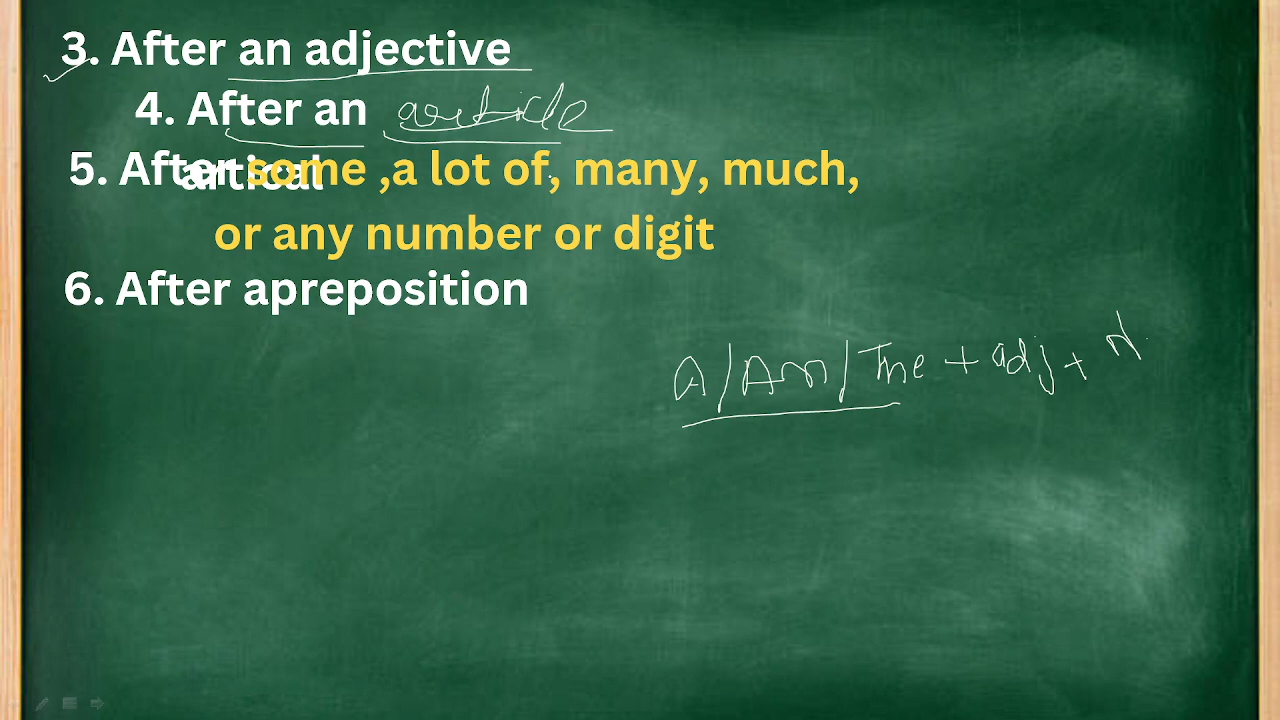 3. After an adjective
4. After an article
artical
5. After some ,a lot of, many, much,
or any number or digit
6. After apreposition
A/An/The + adj + N